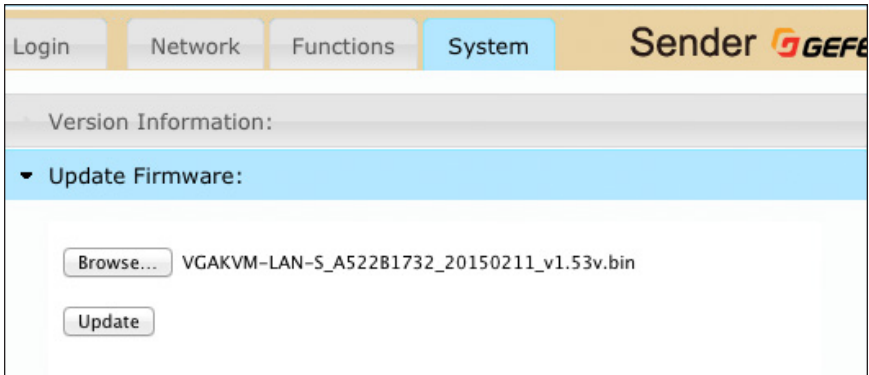 Login Network Functions System Sender
Version Information:
Update Firmware:
Browse... VGAKVM-LAN-S_A522B1732_20150211_v1.53v.bin
Update